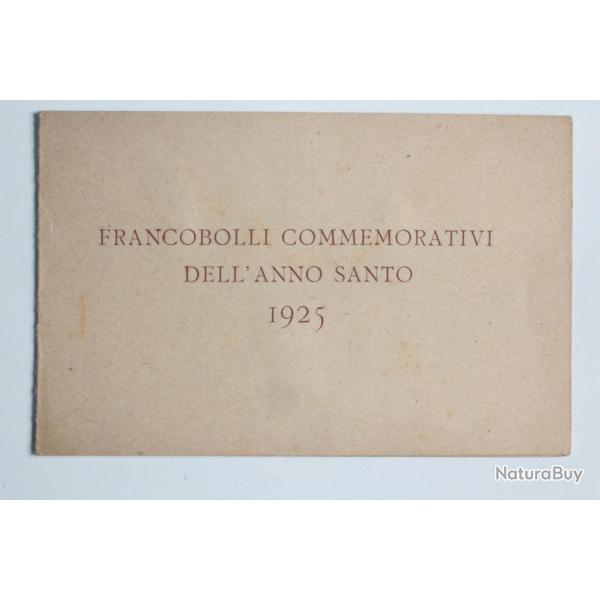 FRANCOBOLLI COMMEMORATIVI
DELL'ANNO SANTO
1925
NaturaBuy